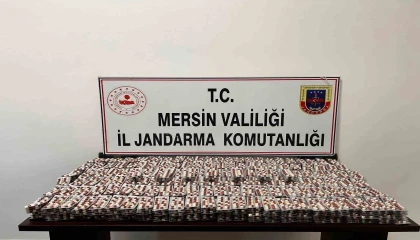 T.C.
MERSİN VALİLİĞİ
İL JANDARMA KOMUTANLIĞI